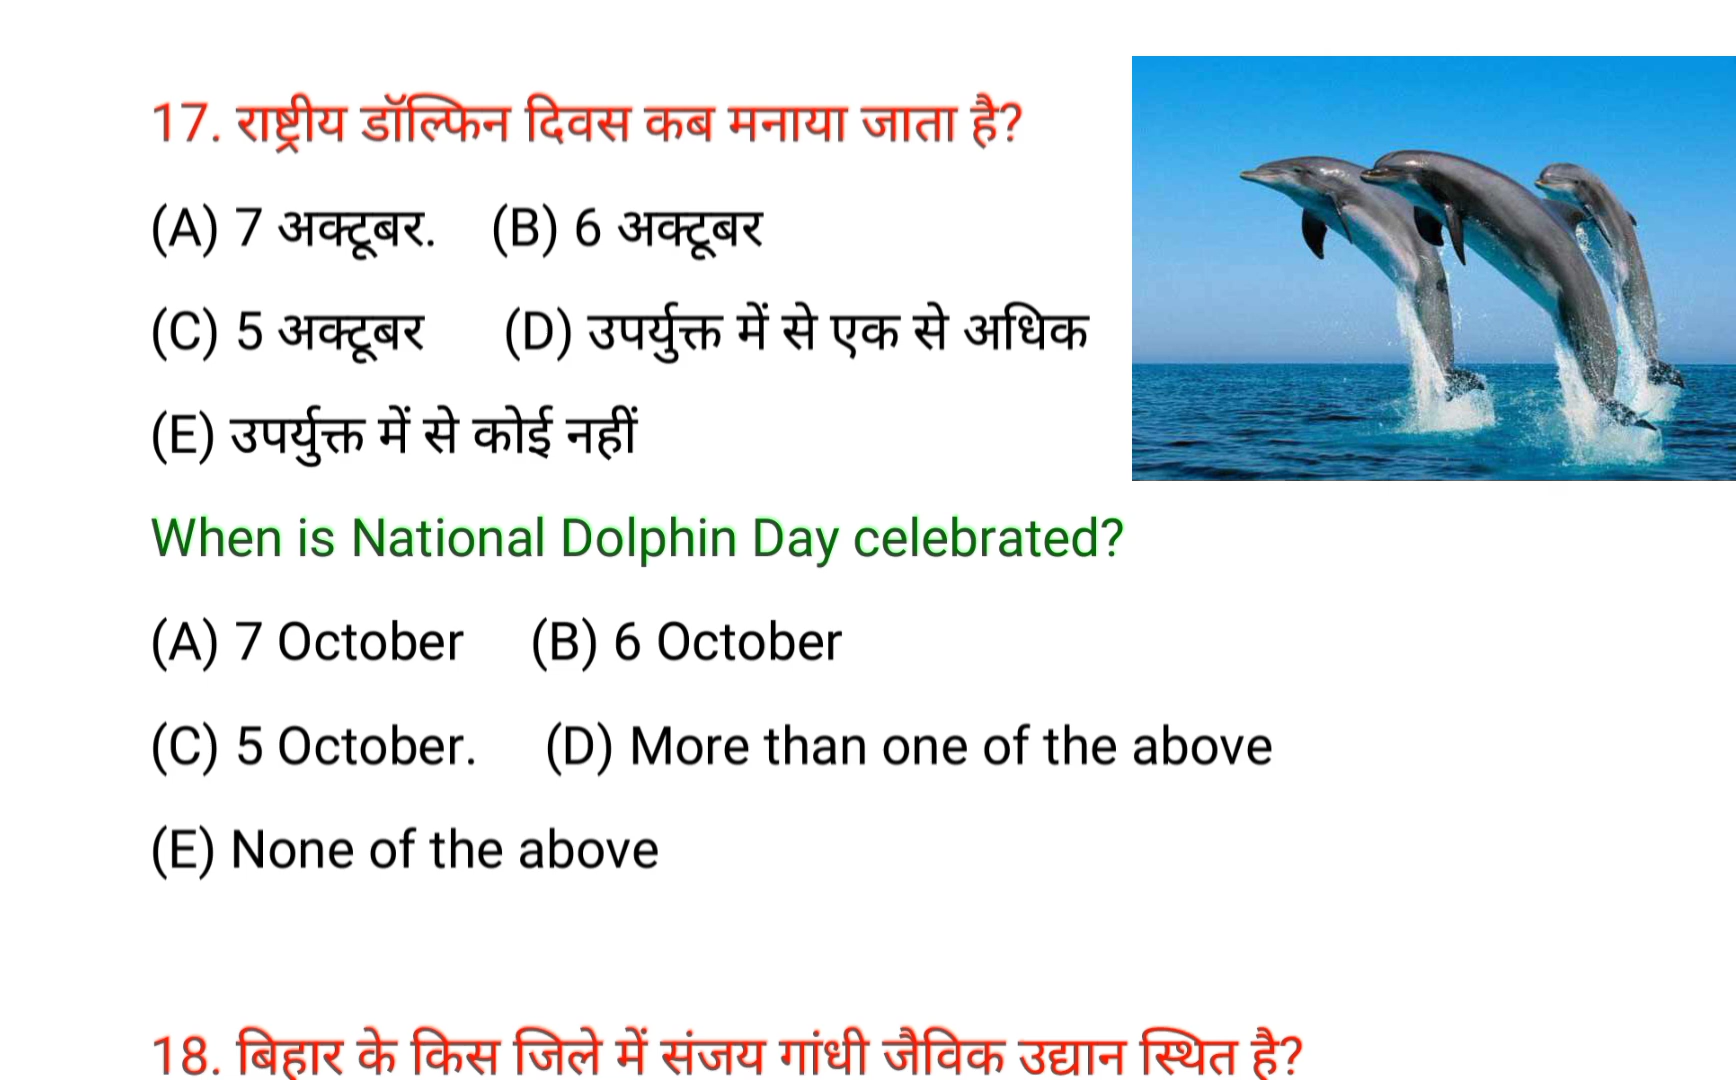 17. राष्ट्रीय डॉल्फिन दिवस कब मनाया जाता है?
(A) 7 अक्टूबर. (B) 6 अक्टूबर
(C) 5 अक्टूबर (D) उपर्युक्त में से एक से अधिक
(E) उपर्युक्त में से कोई नहीं
When is National Dolphin Day celebrated?
(A) 7 October (B) 6 October
(C) 5 October. (D) More than one of the above
(E) None of the above
18. बिहार के किस जिले में संजय गांधी जैविक उद्यान स्थित है?